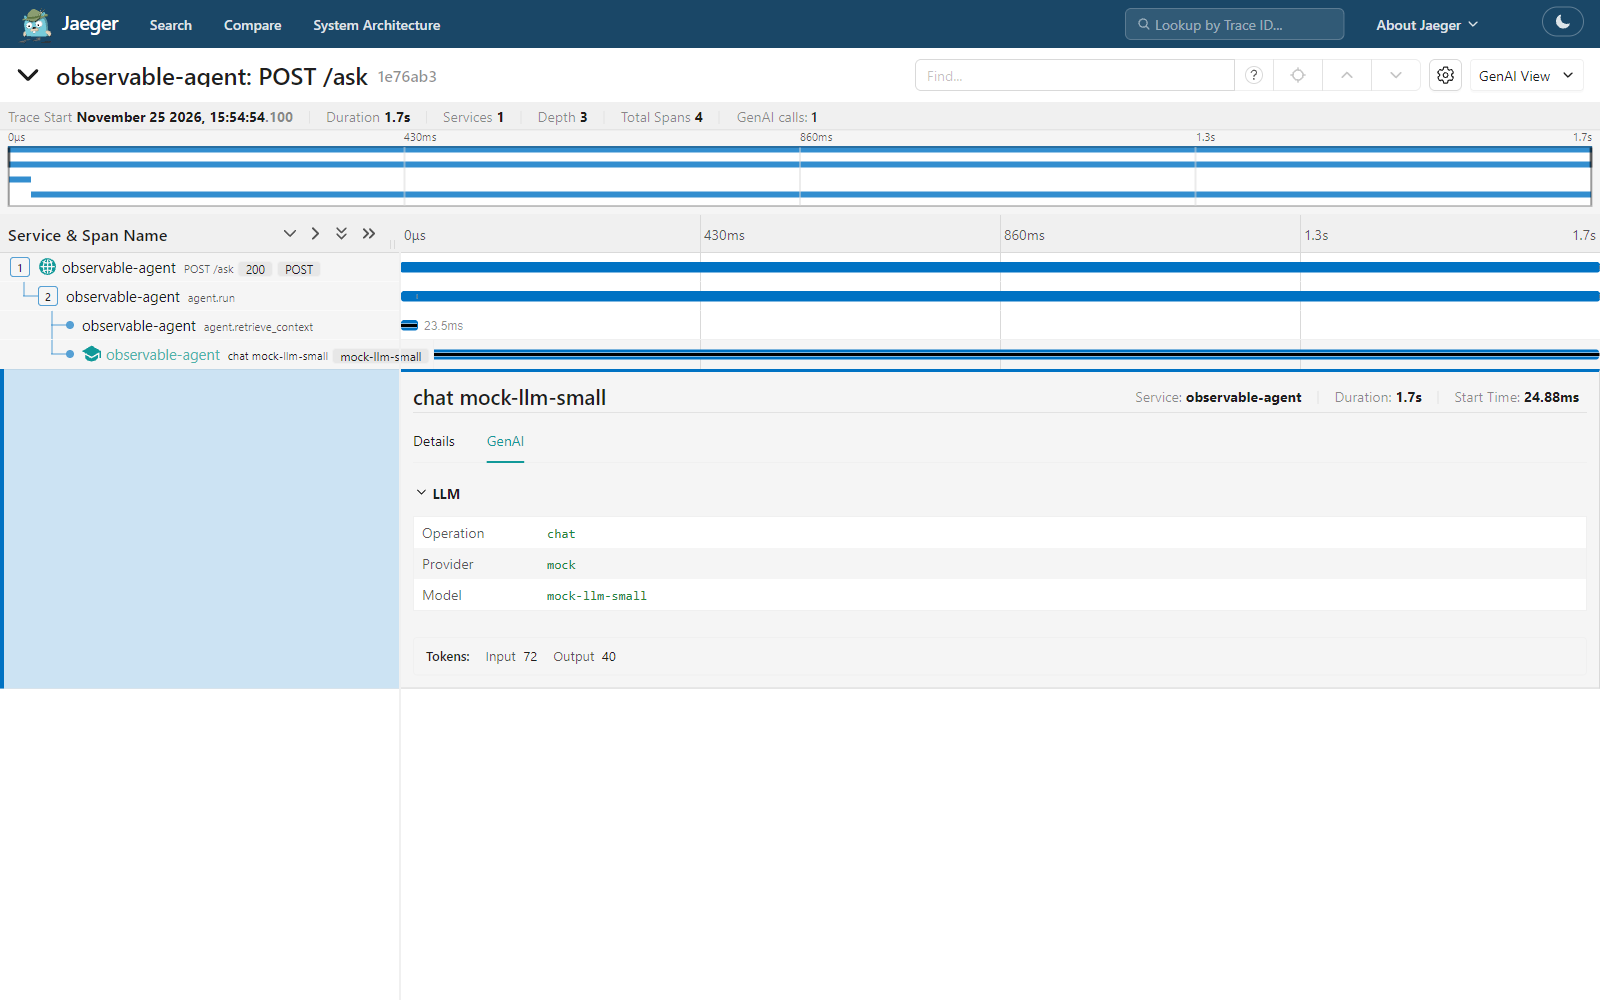 Jaeger Search Compare System Architecture Lookup by Trace ID... About Jaeger
observable-agent: POST /ask 1e76ab3 Find... ? GenAI View
Trace Start November 25 2026, 15:54:54.100 Duration 1.7s Services 1 Depth 3 Total Spans 4 GenAI calls: 1
0μs 430ms 860ms 1.3s 1.7s
Service & Span Name 0μs 430ms 860ms 1.3s 1.7s
1 observable-agent POST /ask 200 POST
2 observable-agent agent.run
observable-agent agent.retrieve_context 23.5ms
observable-agent chat mock-llm-small mock-llm-small
chat mock-llm-small Service: observable-agent Duration: 1.7s Start Time: 24.88ms
Details GenAI
LLM
Operation chat
Provider mock
Model mock-llm-small
Tokens: Input 72 Output 40